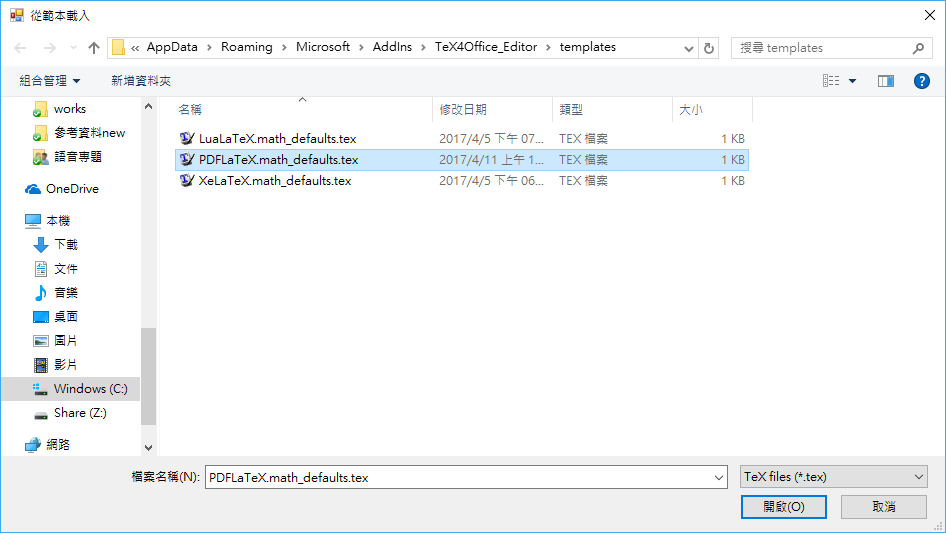 從範本載入
« AppData › Roaming › Microsoft › AddIns › TeX4Office_Editor › templates
搜尋 templates
組合管理 新增資料夾
名稱 修改日期 類型 大小
works
參考資料new
語音專題
OneDrive
本機
下載
文件
音樂
桌面
圖片
影片
Windows (C:)
Share (Z:)
網路
LuaLaTeX.math_defaults.tex 2017/4/5 下午 07... TEX 檔案 1 KB
PDFLaTeX.math_defaults.tex 2017/4/11 上午 1... TEX 檔案 1 KB
XeLaTeX.math_defaults.tex 2017/4/5 下午 06... TEX 檔案 1 KB
檔案名稱(N): PDFLaTeX.math_defaults.tex TeX files (*.tex)
開啟(O) 取消